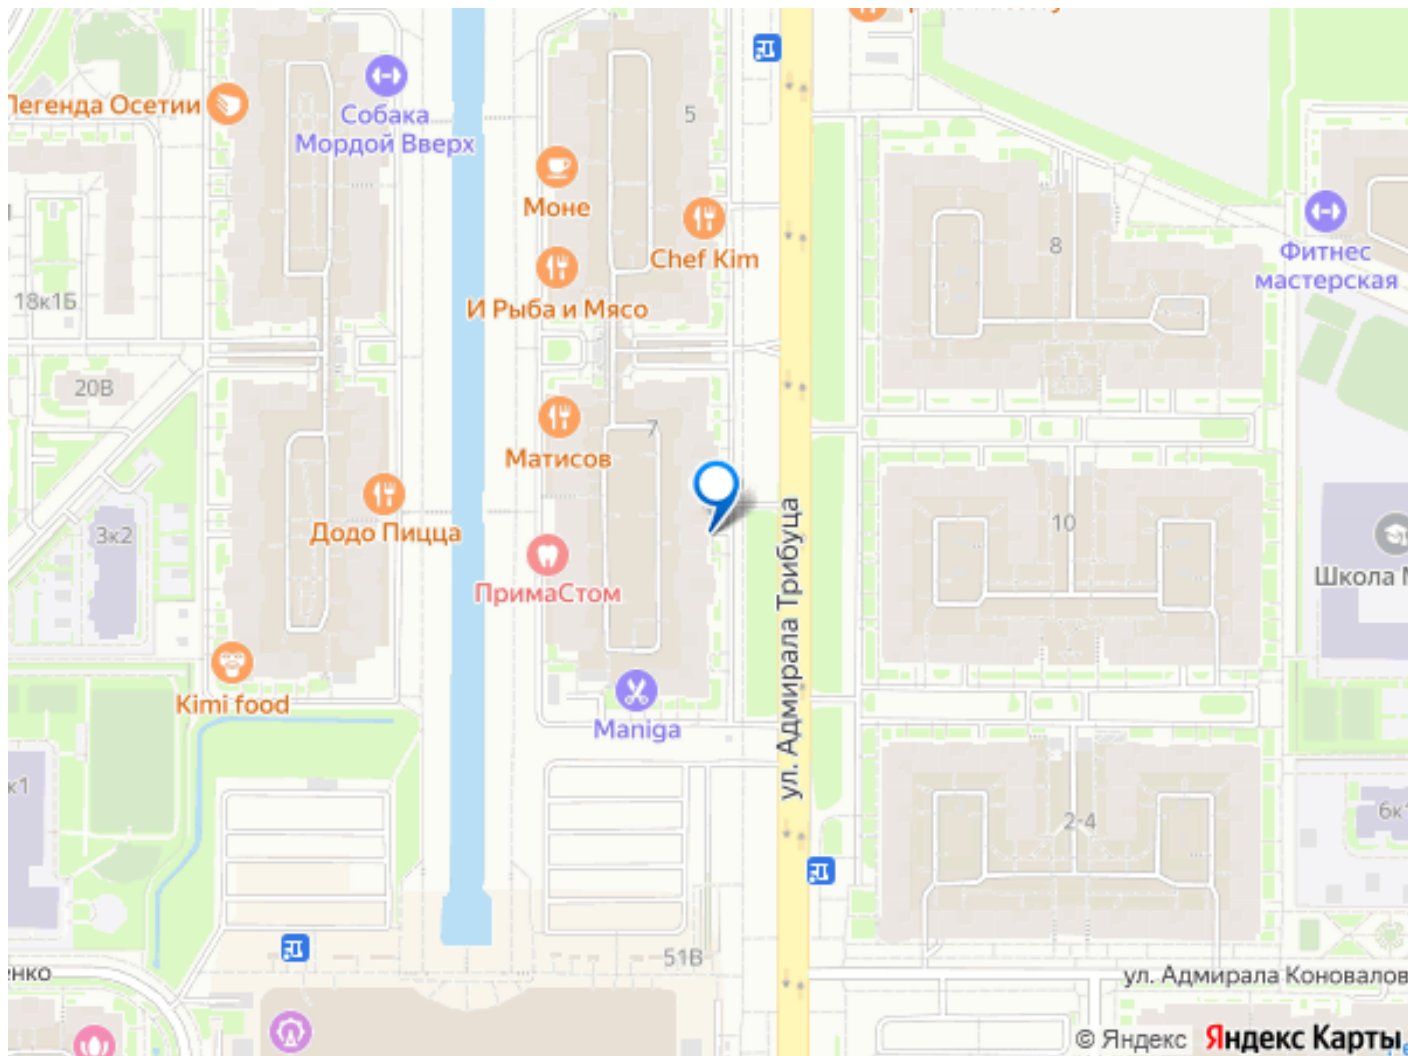 Легенда Осетии
Собака
Мордой Вверх
5
Моне
Chef Kim
8
Фитнес
мастерская
18к1Б
И Рыба и Мясо
20В
7
Матисов
3к2
Додо Пицца
10
ПримаСтом
Школа
ул. Адмирала Трибуца
Kimi food
Maniga
к1
2-4
6к
51В
енко
ул. Адмирала Коновалов
© Яндекс Яндекс Карты